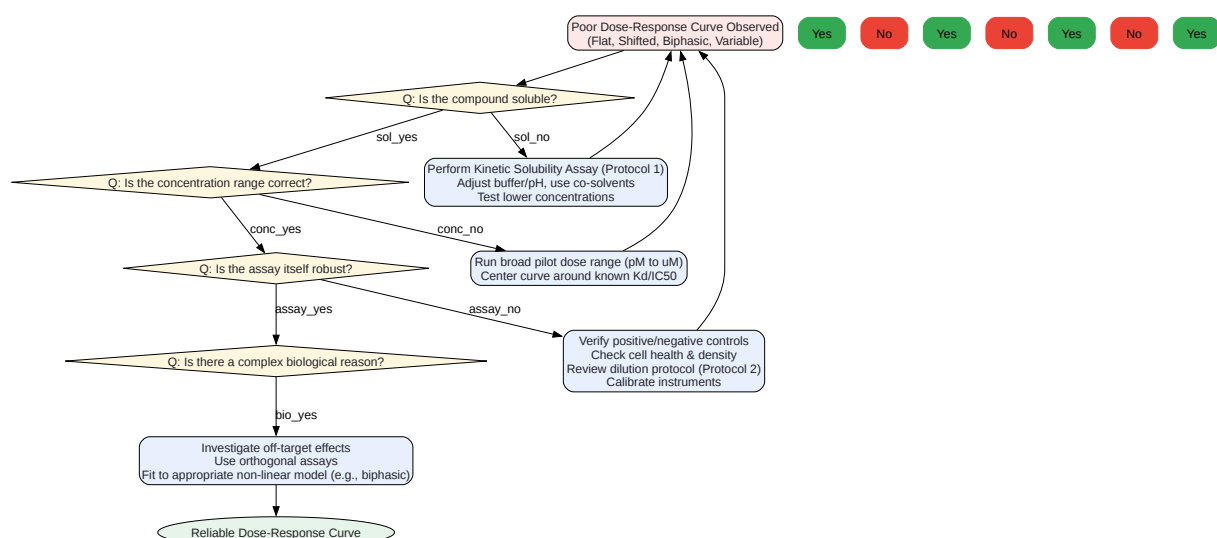 Poor Dose-Response Curve Observed
(Flat, Shifted, Biphasic, Variable)
Yes
No
Yes
No
Yes
No
Yes
Q: Is the compound soluble?
sol_yes
sol_no
Perform Kinetic Solubility Assay (Protocol 1)
Adjust buffer/pH, use co-solvents
Test lower concentrations
Q: Is the concentration range correct?
conc_yes
conc_no
Run broad pilot dose range (pM to uM)
Center curve around known Kd/IC50
Q: Is the assay itself robust?
assay_yes
assay_no
Verify positive/negative controls
Check cell health & density
Review dilution protocol (Protocol 2)
Calibrate instruments
Q: Is there a complex biological reason?
bio_yes
Investigate off-target effects
Use orthogonal assays
Fit to appropriate non-linear model (e.g., biphasic)
Reliable Dose-Response Curve